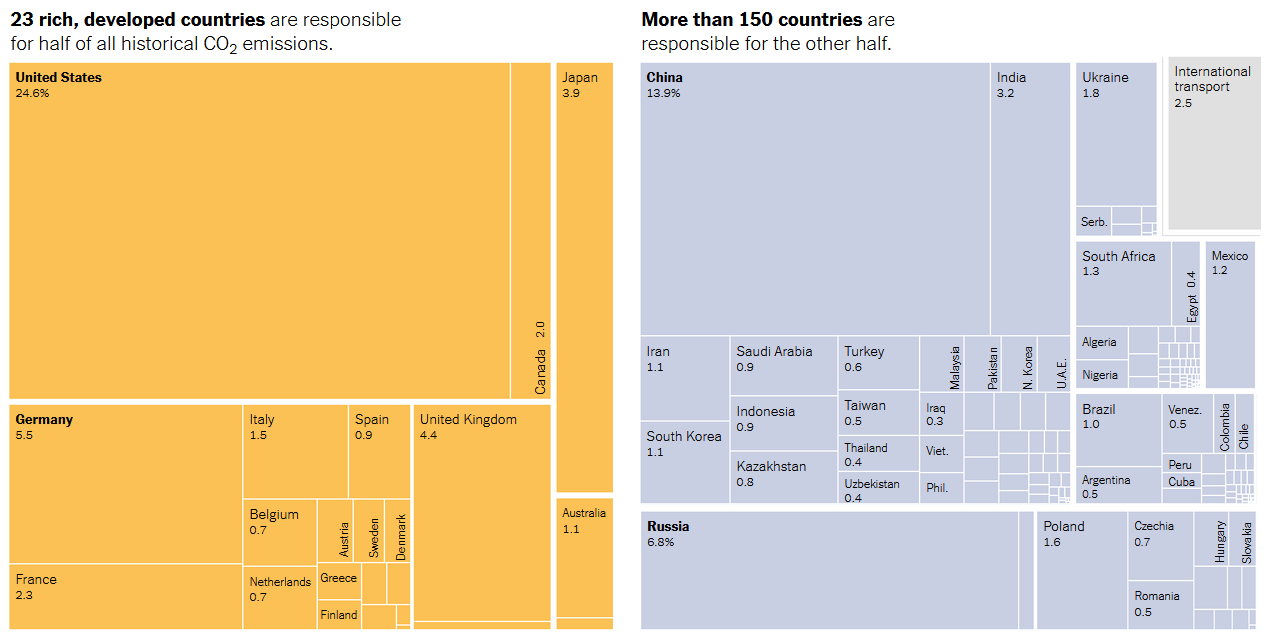 23 rich, developed countries are responsible
for half of all historical CO₂ emissions.
United States
24.6%
Canada 2.0
Japan
3.9
Germany
5.5
Italy
1.5
Spain
0.9
United Kingdom
4.4
Belgium
0.7
Austria
Sweden
Denmark
Australia
1.1
France
2.3
Netherlands
0.7
Greece
Finland
More than 150 countries are
responsible for the other half.
China
13.9%
India
3.2
Ukraine
1.8
International
transport
2.5
Serb.
South Africa
1.3
Egypt 0.4
Mexico
1.2
Algeria
Nigeria
Iran
1.1
Saudi Arabia
0.9
Turkey
0.6
Malaysia
Pakistan
N. Korea
U.A.E.
Indonesia
0.9
Taiwan
0.5
Iraq
0.3
South Korea
1.1
Thailand
0.4
Viet.
Kazakhstan
0.8
Uzbekistan
0.4
Phil.
Brazil
1.0
Venez.
0.5
Colombia
Chile
Peru
Cuba
Argentina
0.5
Russia
6.8%
Poland
1.6
Czechia
0.7
Hungary
Slovakia
Romania
0.5